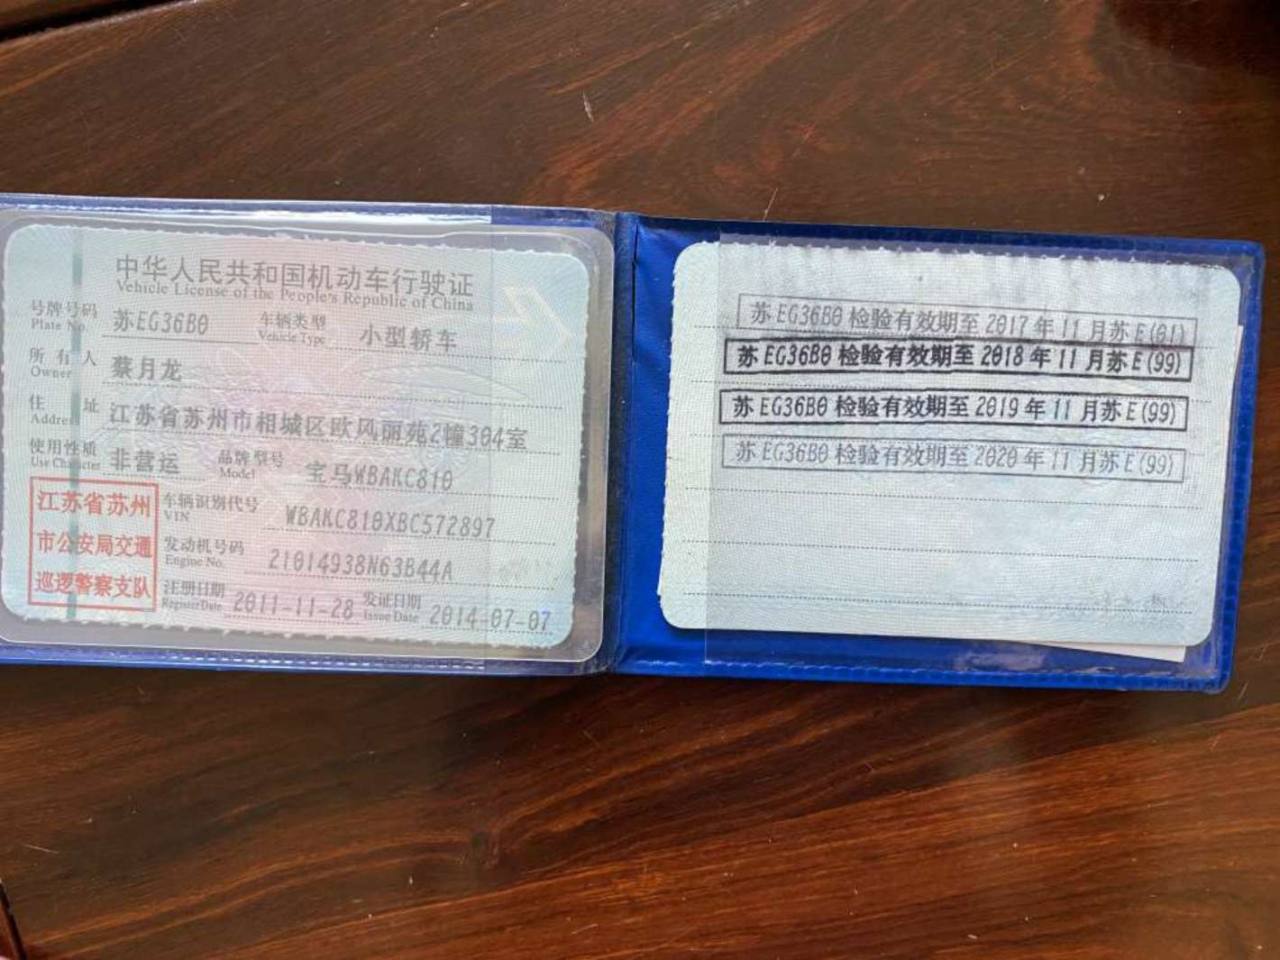 中华人民共和国机动车行驶证
Vehicle License of the People's Republic of China
号牌号码 苏EG36B0 车辆类型 小型轿车
Plate No. Vehicle Type
所有人 蔡月龙
Owner
住址 江苏省苏州市相城区欧风丽苑2幢304室
Address
使用性质 非营运 品牌型号 宝马WBAKC810
Use Character Model
江苏省苏州
市公安局交通
巡逻警察支队
车辆识别代号 WBAKC810XBC572897
VIN
发动机号码 21014938N63B44A
Engine No.
注册日期 2011-11-28 发证日期 2014-07-07
Register Date Issue Date
苏EG36B0检验有效期至2017年11月苏E(01)
苏EG36B0检验有效期至2018年11月苏E(99)
苏EG36B0检验有效期至2019年11月苏E(99)
苏EG36B0检验有效期至2020年11月苏E(99)